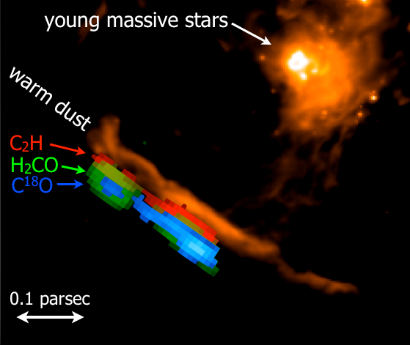 young massive stars
warm dust
C₂H
H₂CO
C¹⁸O
0.1 parsec